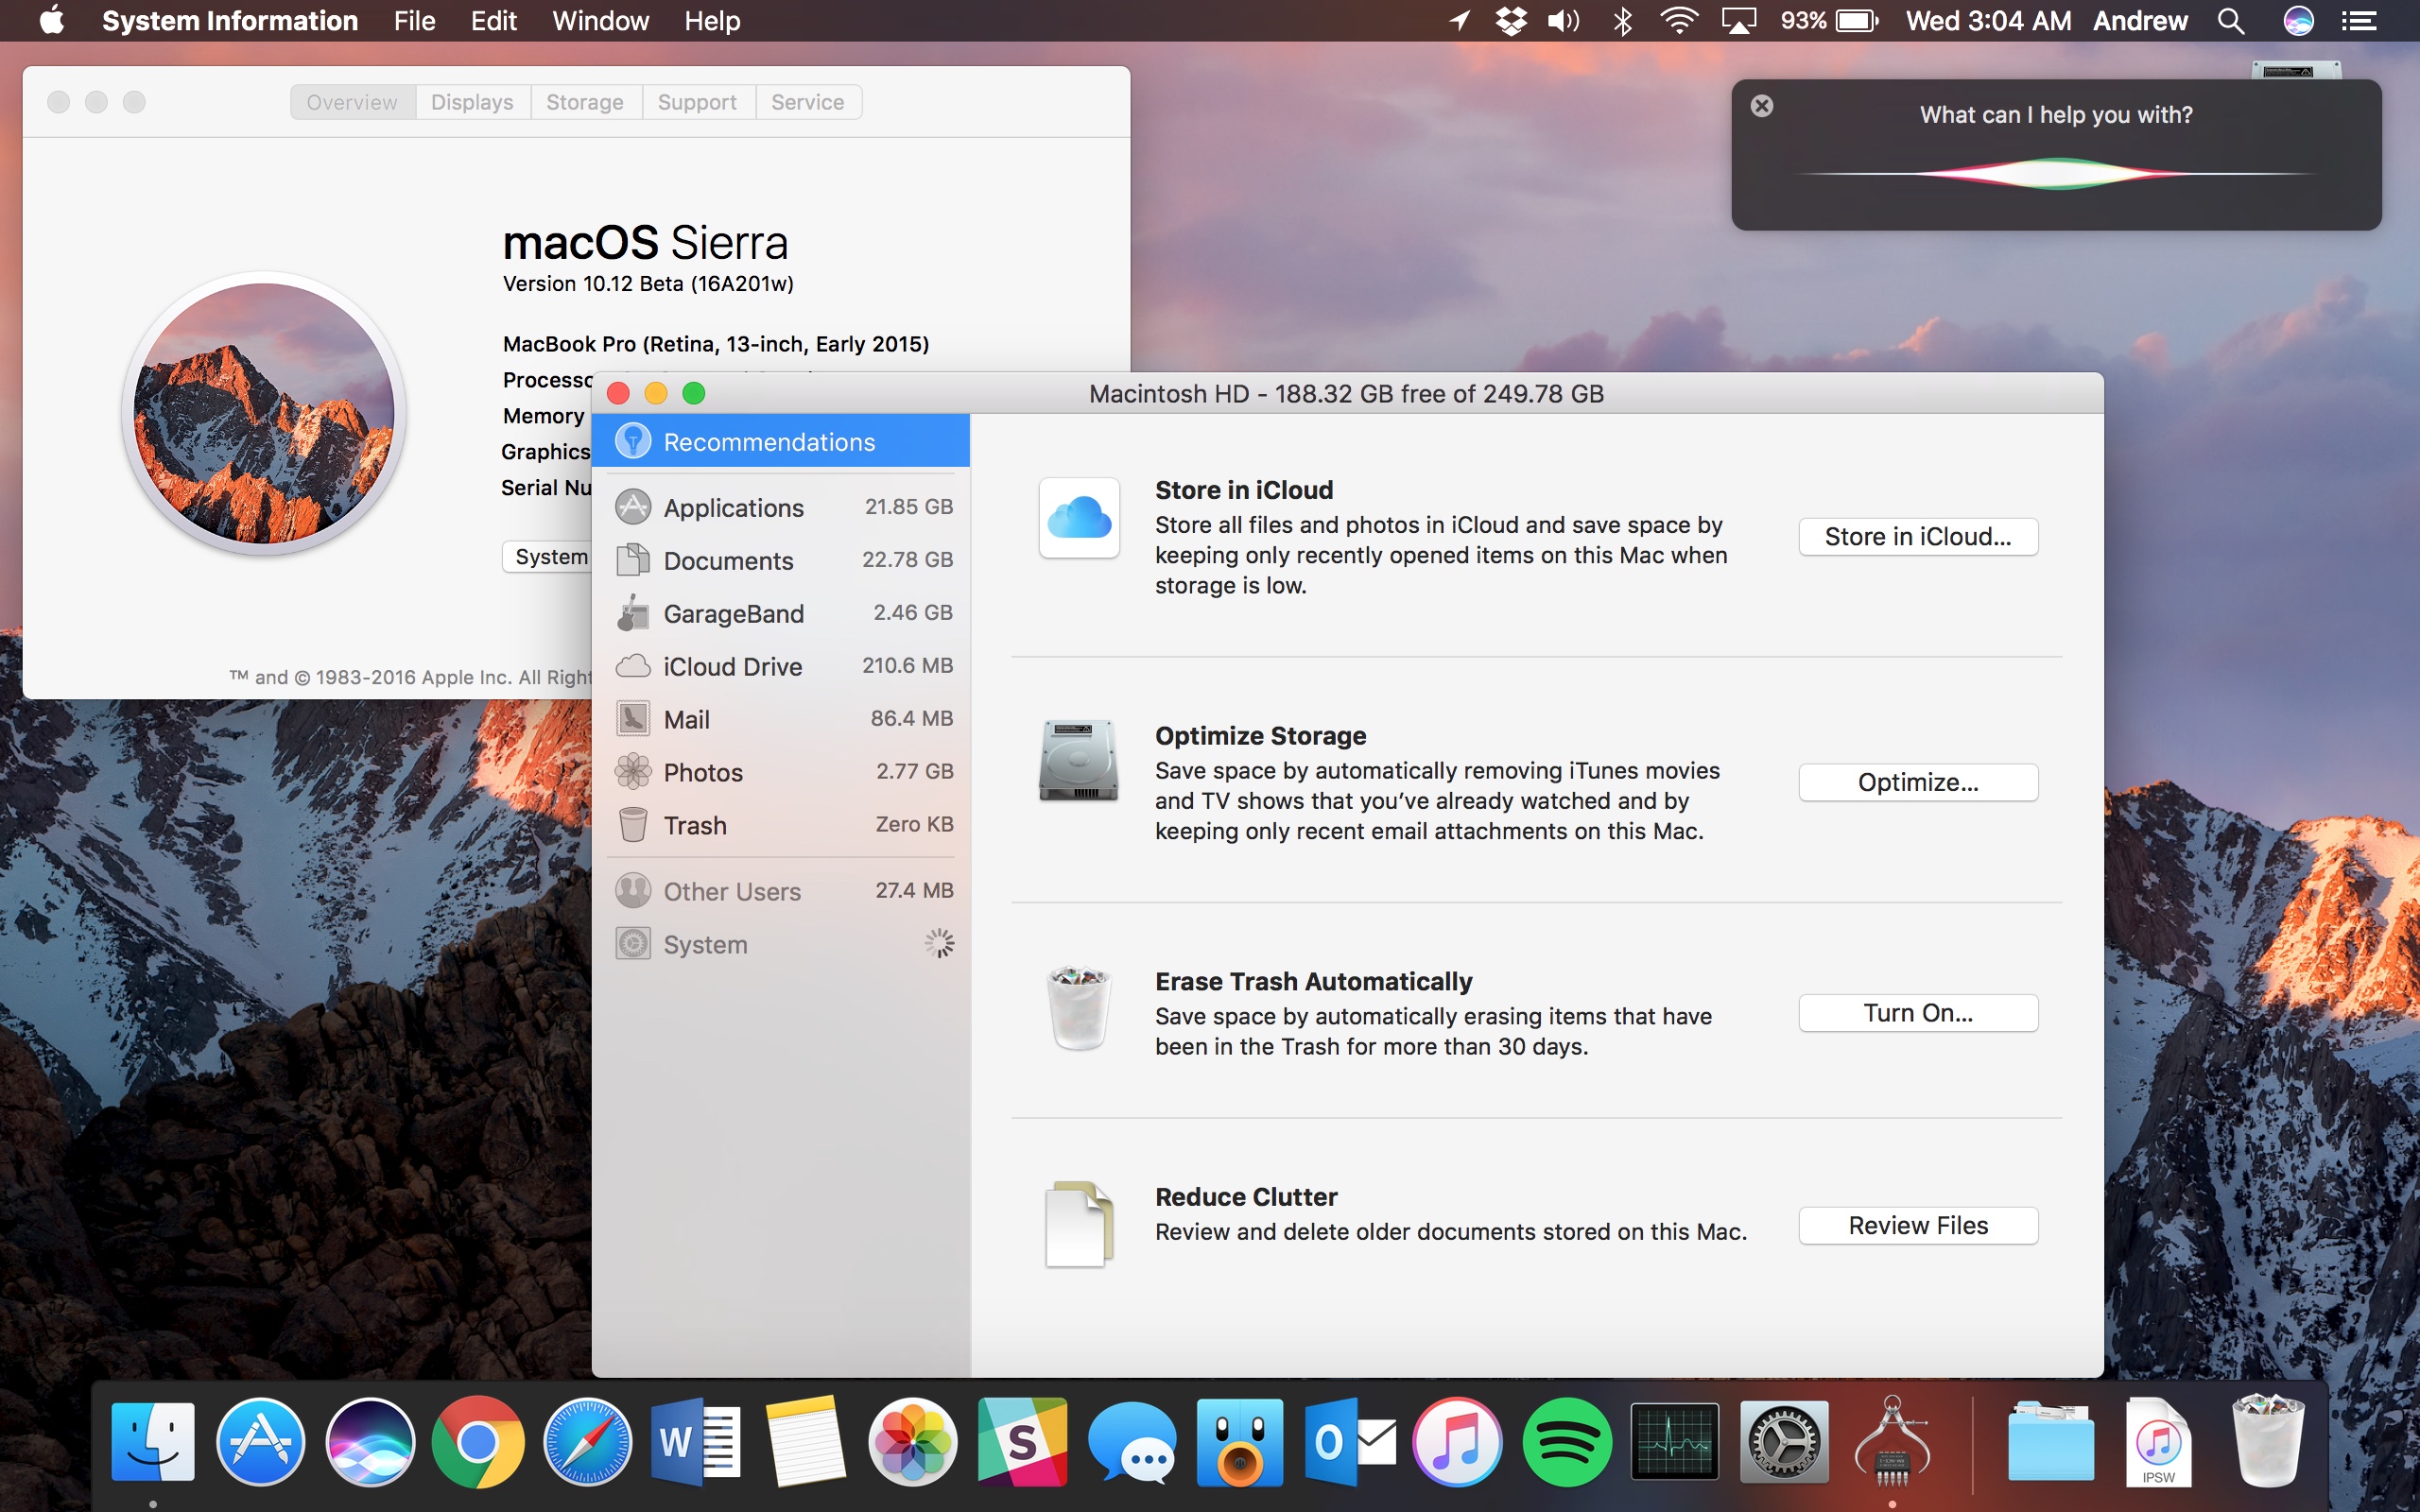 System Information File Edit Window Help
93% Wed 3:04 AM Andrew
Overview Displays Storage Support Service
What can I help you with?
macOS Sierra
Version 10.12 Beta (16A201w)
MacBook Pro (Retina, 13-inch, Early 2015)
Memory
Graphics
System
™ and © 1983-2016 Apple Inc. All
Macintosh HD - 188.32 GB free of 249.78 GB
Recommendations
Applications 21.85 GB
Documents 22.78 GB
GarageBand 2.46 GB
iCloud Drive 210.6 MB
Mail 86.4 MB
Photos 2.77 GB
Trash Zero KB
Other Users 27.4 MB
System
Store in iCloud
Store all files and photos in iCloud and save space by
keeping only recently opened items on this Mac when
storage is low.
Store in iCloud...
Optimize Storage
Save space by automatically removing iTunes movies
and TV shows that you’ve already watched and by
keeping only recent email attachments on this Mac.
Optimize...
Erase Trash Automatically
Save space by automatically erasing items that have
been in the Trash for more than 30 days.
Turn On...
Reduce Clutter
Review and delete older documents stored on this Mac.
Review Files
W
S
O
IPSW